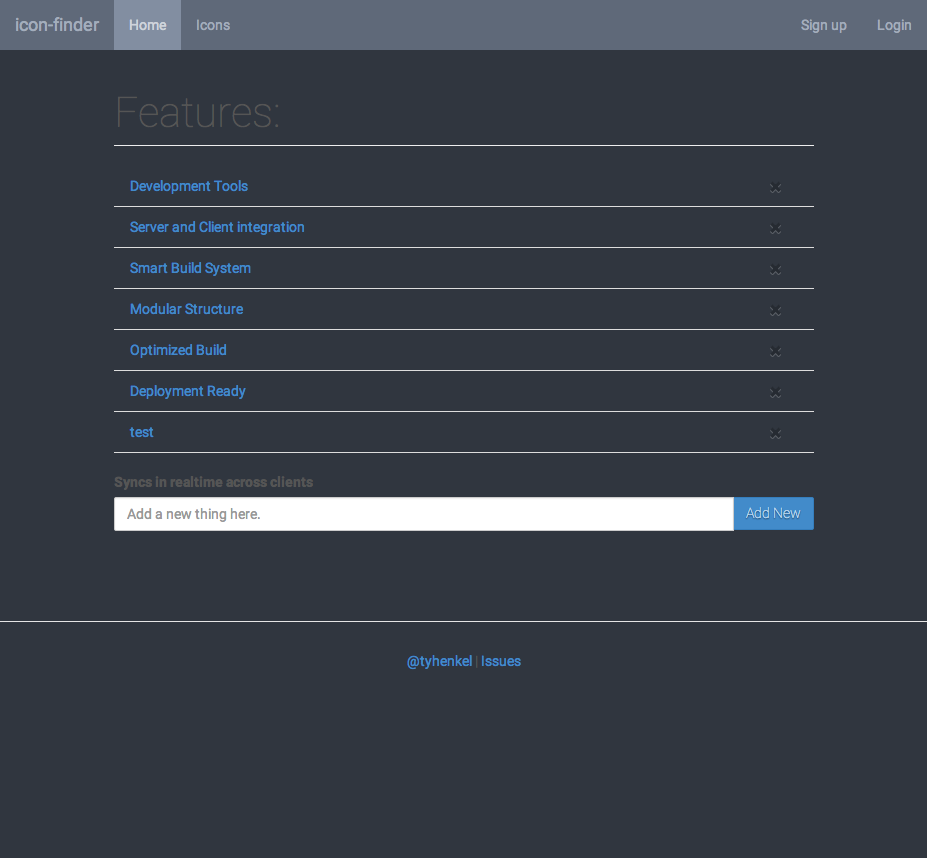 icon-finder Home Icons Sign up Login
Features:
Development Tools
Server and Client integration
Smart Build System
Modular Structure
Optimized Build
Deployment Ready
test
Syncs in realtime across clients
Add a new thing here. Add New
@tyhenkel | Issues